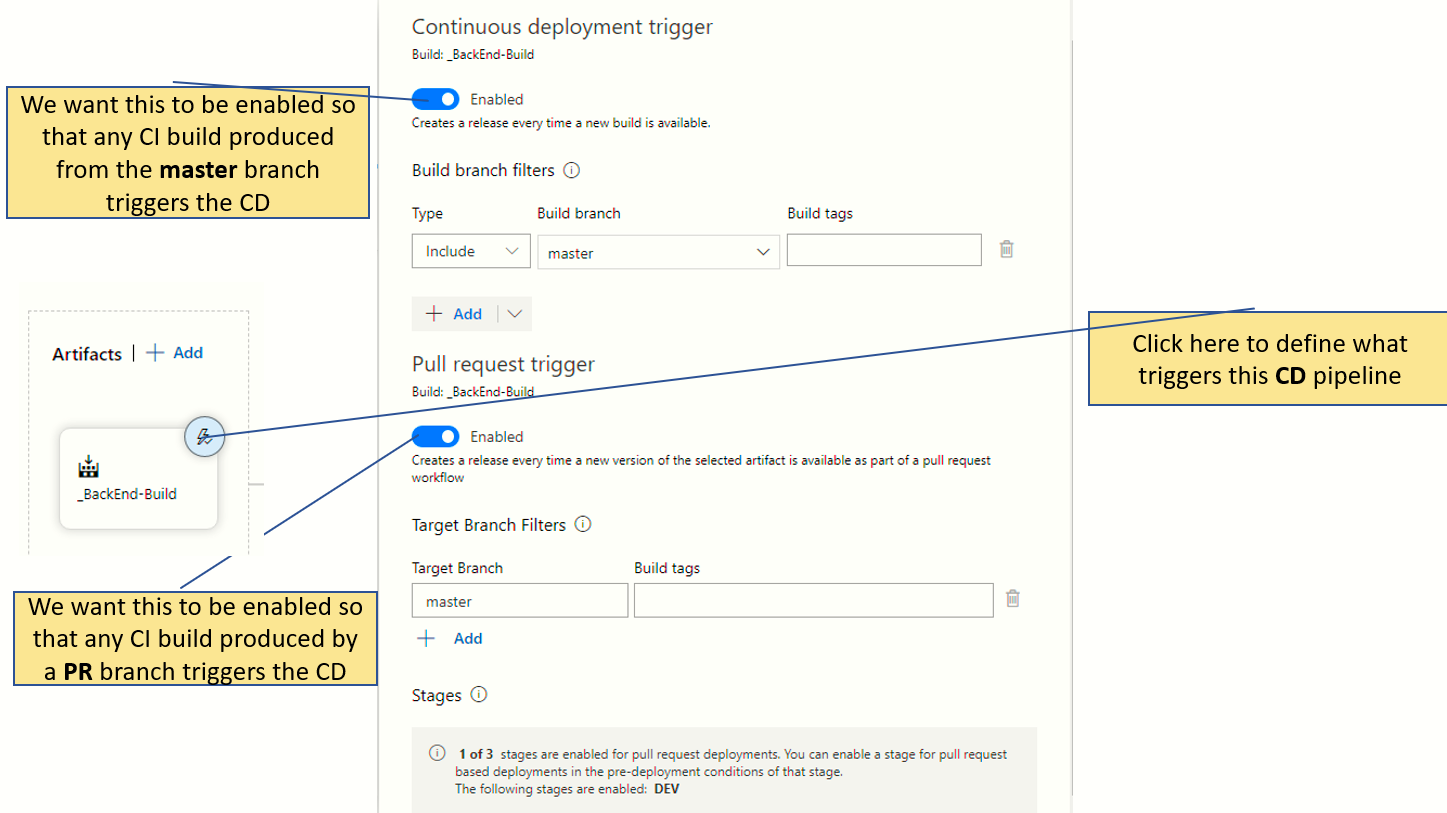 Continuous deployment trigger
Build: _BackEnd-Build
Enabled
Creates a release every time a new build is available.
We want this to be enabled so
that any CI build produced
from the master branch
triggers the CD
Build branch filters
Type Build branch Build tags
Include master
Add
Artifacts | + Add
_BackEnd-Build
Click here to define what
triggers this CD pipeline
Pull request trigger
Build: _BackEnd-Build
Enabled
Creates a release every time a new version of the selected artifact is available as part of a pull request
workflow
Target Branch Filters
Target Branch Build tags
master
Add
We want this to be enabled so
that any CI build produced by
a PR branch triggers the CD
Stages
1 of 3 stages are enabled for pull request deployments. You can enable a stage for pull request
based deployments in the pre-deployment conditions of that stage.
The following stages are enabled: DEV